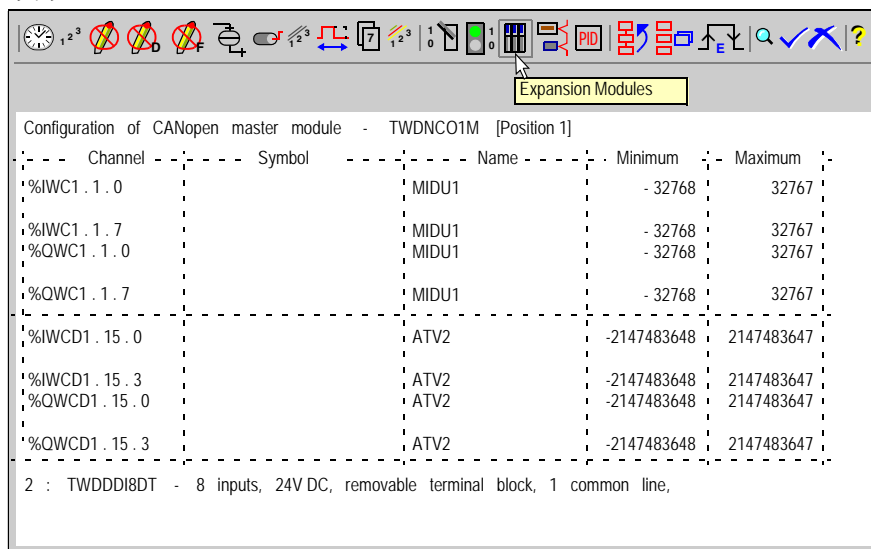 Expansion Modules
Configuration of CANopen master module - TWDNCO1M [Position 1]
Channel Symbol Name Minimum Maximum
%IWC1 . 1 . 0 MIDU1 - 32768 32767
%IWC1 . 1 . 7 MIDU1 - 32768 32767
%QWC1 . 1 . 0 MIDU1 - 32768 32767
%QWC1 . 1 . 7 MIDU1 - 32768 32767
%IWCD1 . 15 . 0 ATV2 -2147483648 2147483647
%IWCD1 . 15 . 3 ATV2 -2147483648 2147483647
%QWCD1 . 15 . 0 ATV2 -2147483648 2147483647
%QWCD1 . 15 . 3 ATV2 -2147483648 2147483647
2 : TWDDDI8DT - 8 inputs, 24V DC, removable terminal block, 1 common line,